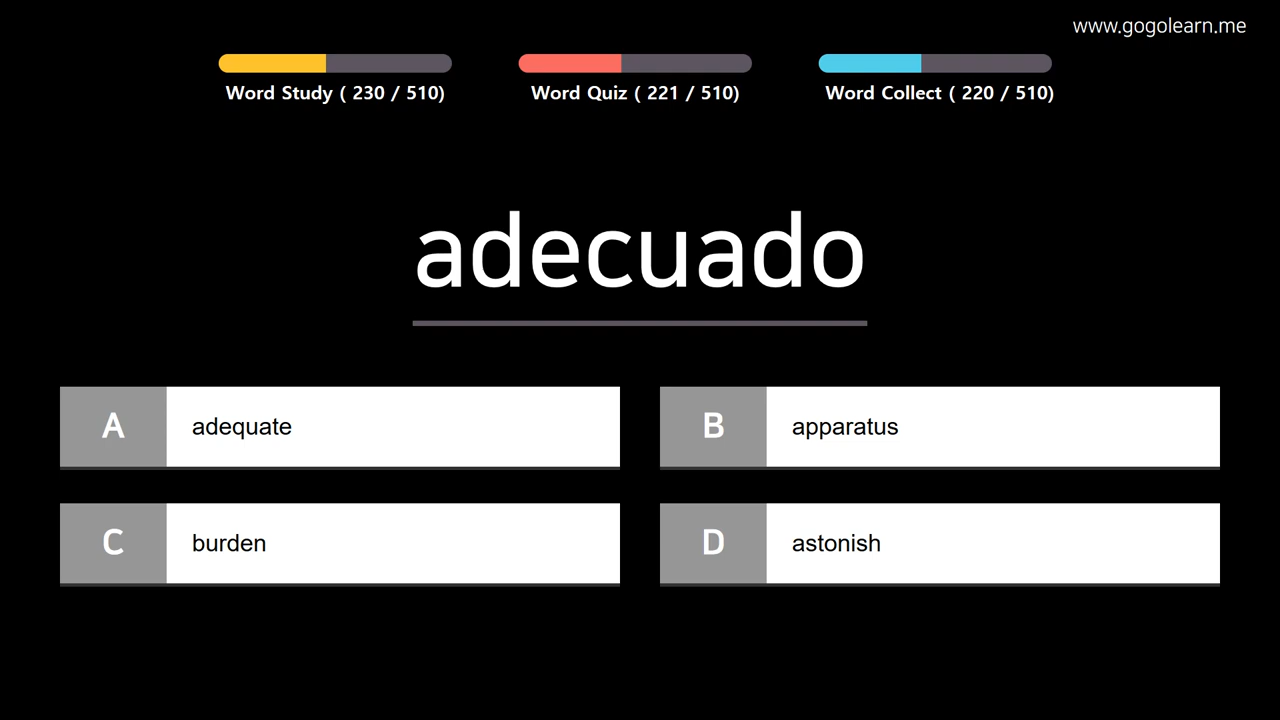 www.gogolearn.me
Word Study ( 230 / 510)
Word Quiz ( 221 / 510)
Word Collect ( 220 / 510)
adecuado
A adequate
B apparatus
C burden
D astonish